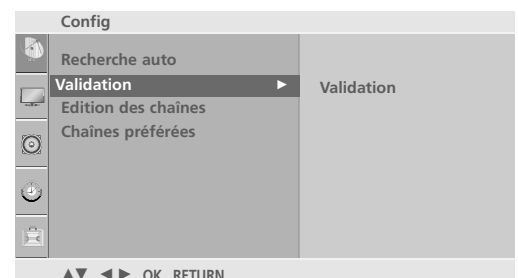 Config
Recherche auto
Validation ► Validation
Edition des chaînes
Chaînes préférées
▲▼ ◄ ► OK RETURN